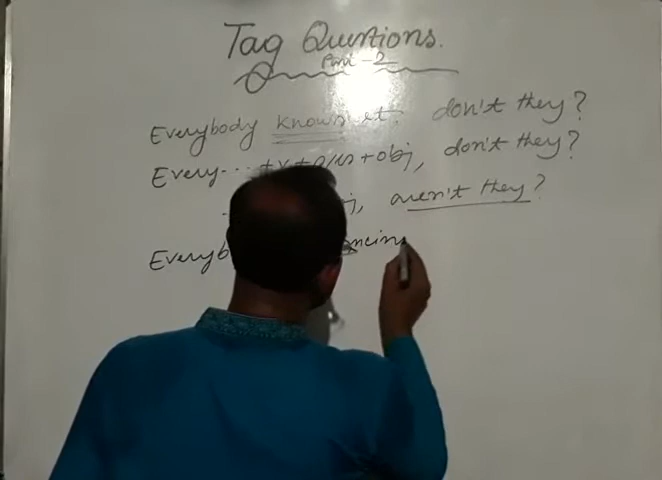 Tag Questions.
Part-2
Everybody knows it. don't they?
Every... + v + s/es + obj, don't they?
aren't they?